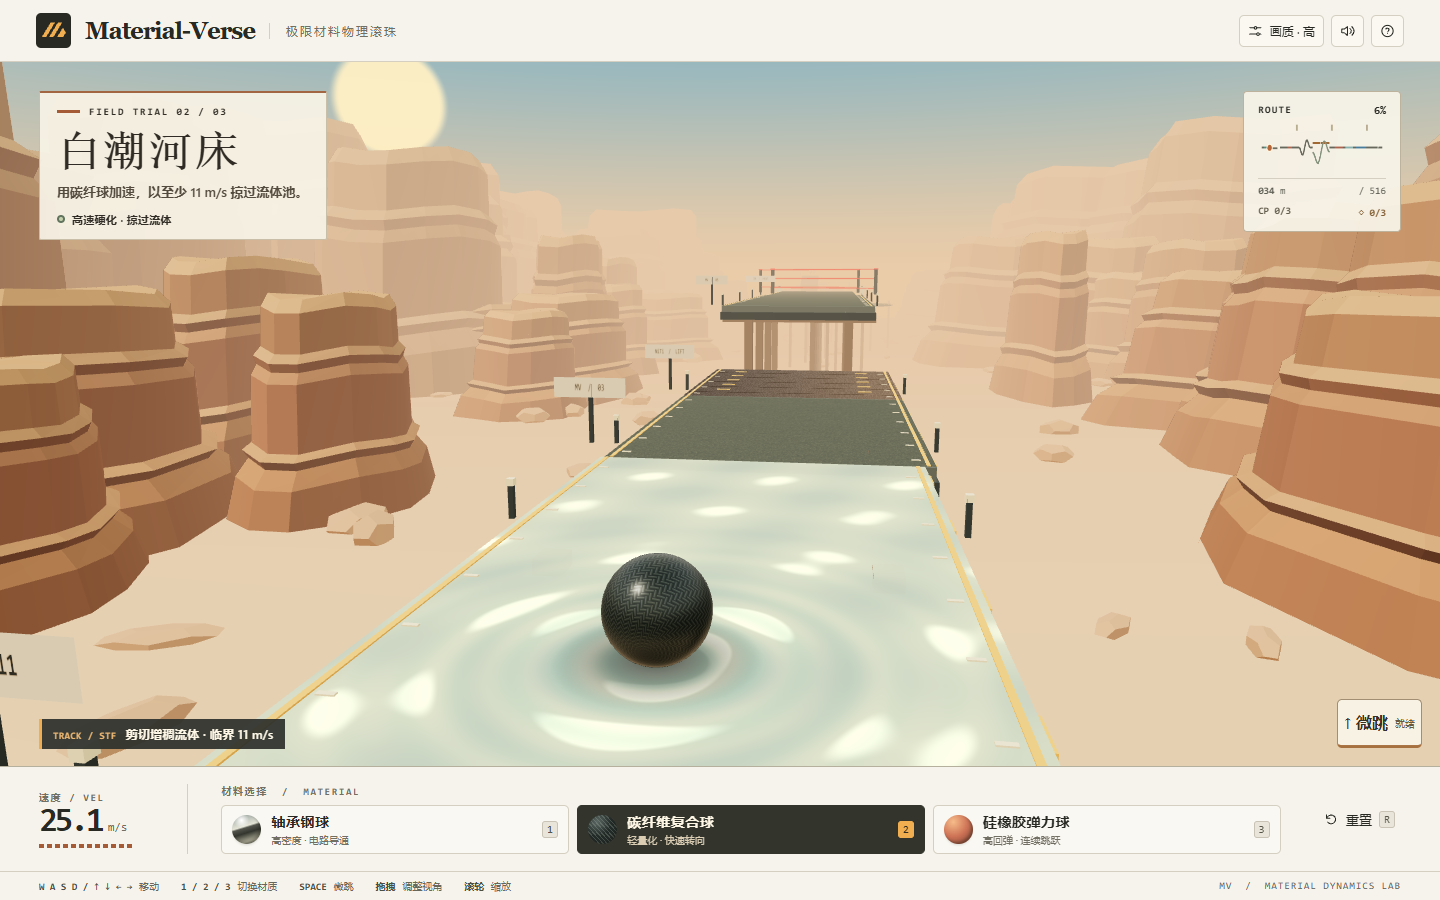 Material-Verse 极限材料物理滚珠
画质 · 高
FIELD TRIAL 02 / 03
白潮河床
用碳纤球加速，以至少 11 m/s 掠过流体池。
高速硬化 · 掠过流体
ROUTE 6%
034 m / 516
CP 0/3 ◇ 0/3
MV / 03
11
TRACK / STF 剪切增稠流体 · 临界 11 m/s
↑ 微跳 就绪
速度 / VEL
25.1 m/s
材料选择 / MATERIAL
轴承钢球
高密度 · 电路导通
1
碳纤维复合球
轻量化 · 快速转向
2
硅橡胶弹力球
高回弹 · 连续跳跃
3
重置 R
W A S D / ↑ ↓ ← → 移动 1 / 2 / 3 切换材质 SPACE 微跳 拖拽 调整视角 滚轮 缩放
MV / MATERIAL DYNAMICS LAB